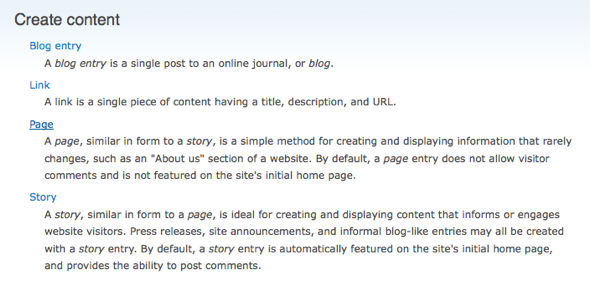 Create content
Blog entry
A blog entry is a single post to an online journal, or blog.
Link
A link is a single piece of content having a title, description, and URL.
Page
A page, similar in form to a story, is a simple method for creating and displaying information that rarely
changes, such as an "About us" section of a website. By default, a page entry does not allow visitor
comments and is not featured on the site's initial home page.
Story
A story, similar in form to a page, is ideal for creating and displaying content that informs or engages
website visitors. Press releases, site announcements, and informal blog-like entries may all be created
with a story entry. By default, a story entry is automatically featured on the site's initial home page,
and provides the ability to post comments.